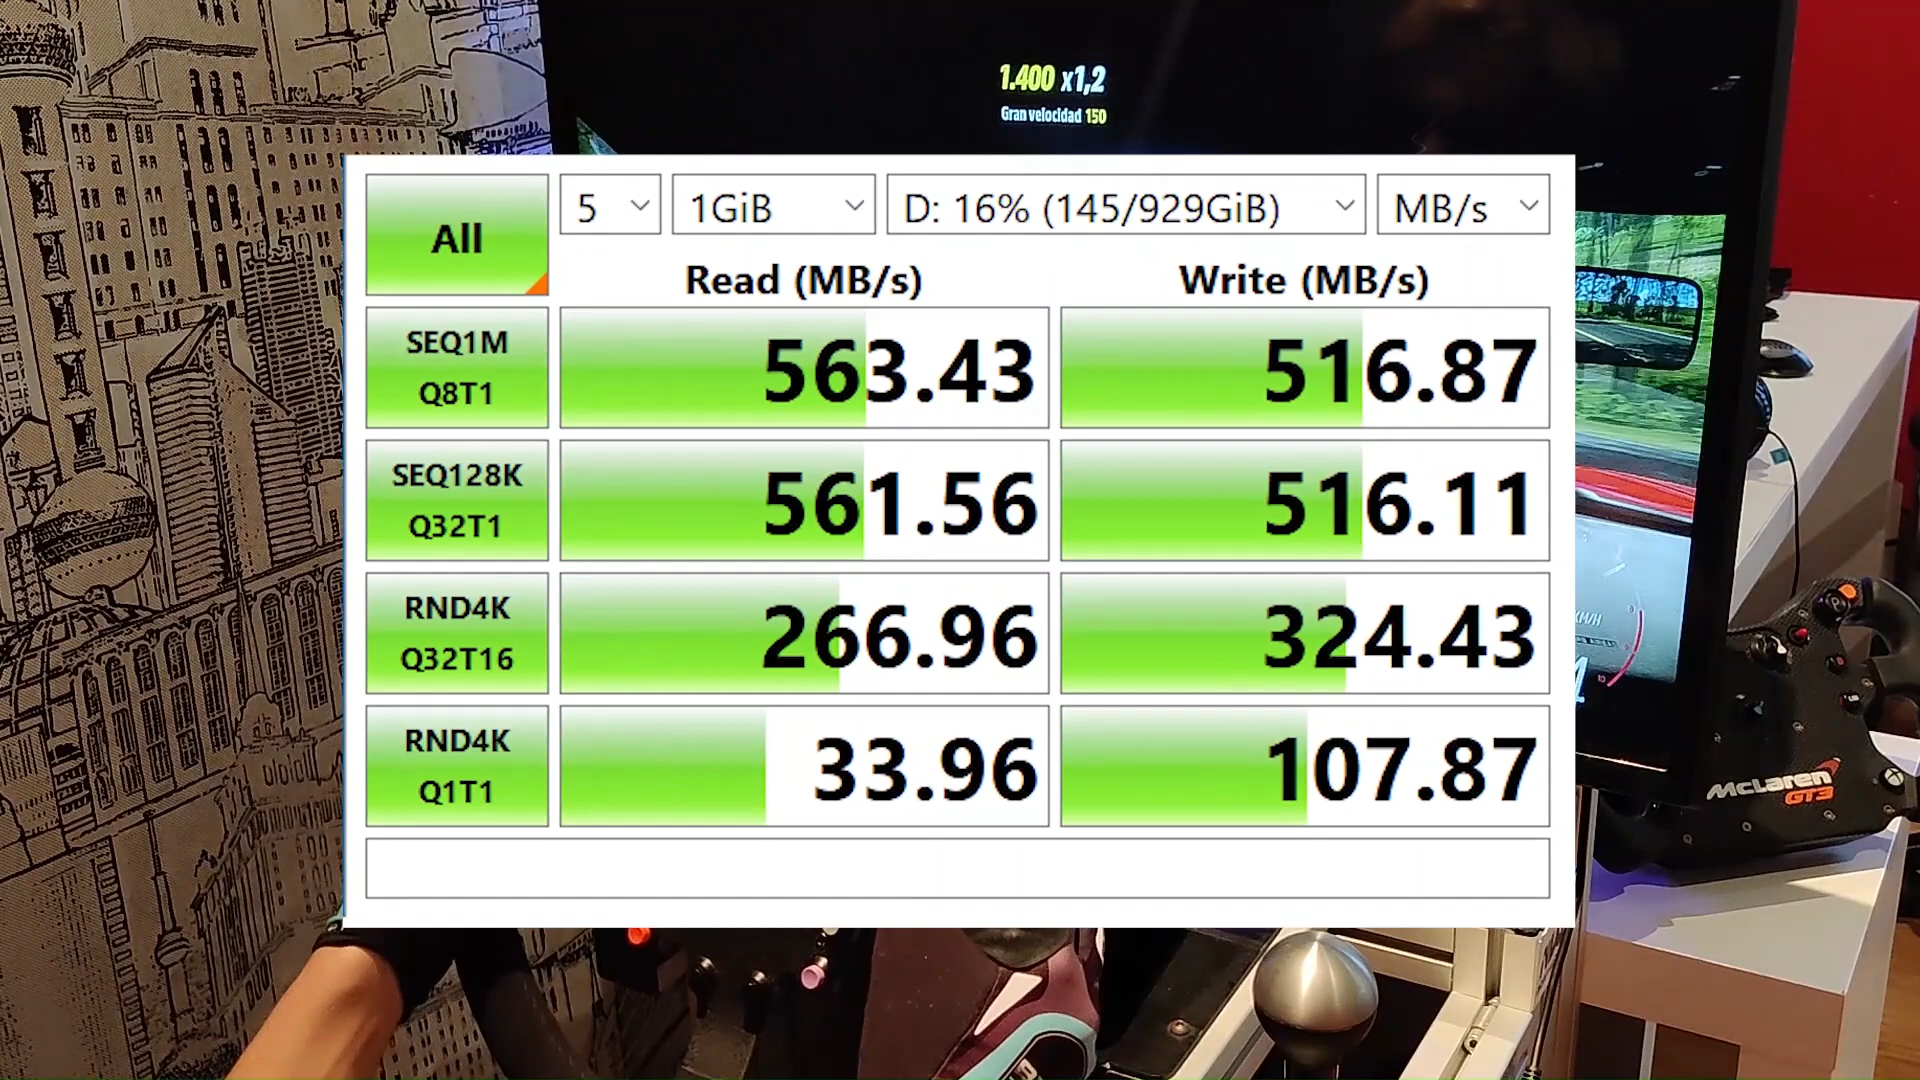 1.400 x1,2
Gran velocidad 150
All
5
1GiB
D: 16% (145/929GiB)
MB/s
Read (MB/s)
Write (MB/s)
SEQ1M
Q8T1
563.43
516.87
SEQ128K
Q32T1
561.56
516.11
RND4K
Q32T16
266.96
324.43
RND4K
Q1T1
33.96
107.87
KM/H
McLaren
GT3